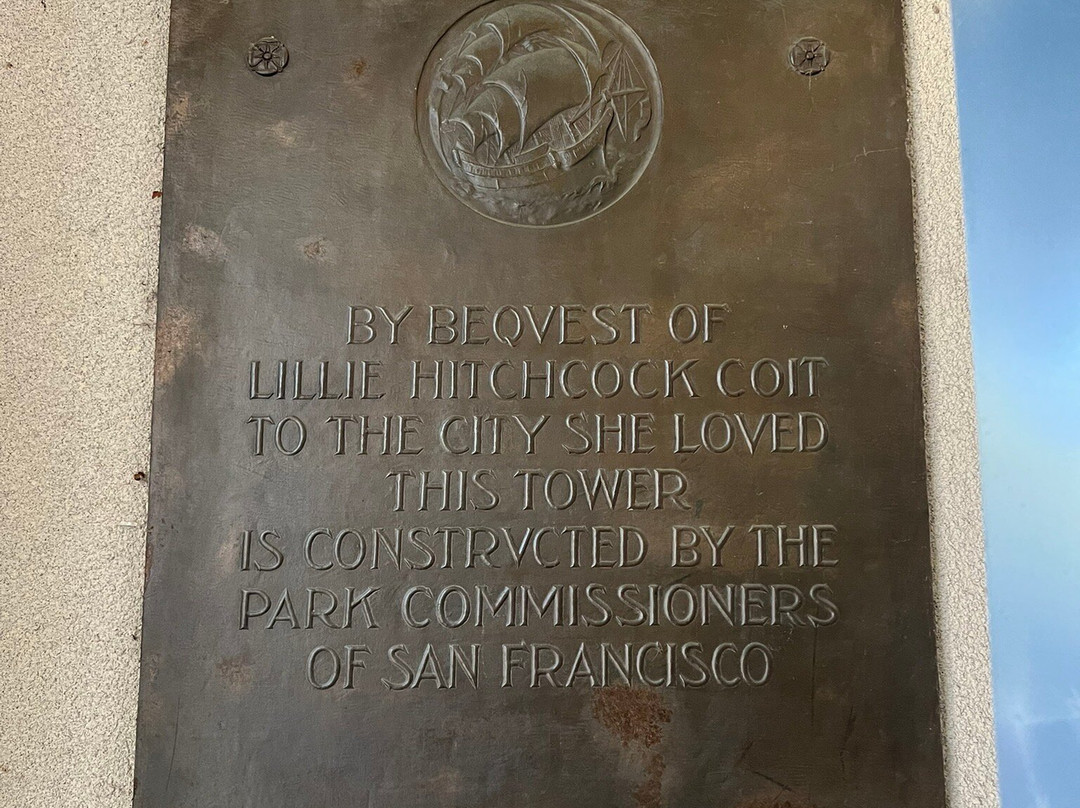 BY BEQVEST OF
LILLIE HITCHCOCK COIT
TO THE CITY SHE LOVED
THIS TOWER
IS CONSTRVCTED BY THE
PARK COMMISSIONERS
OF SAN FRANCISCO